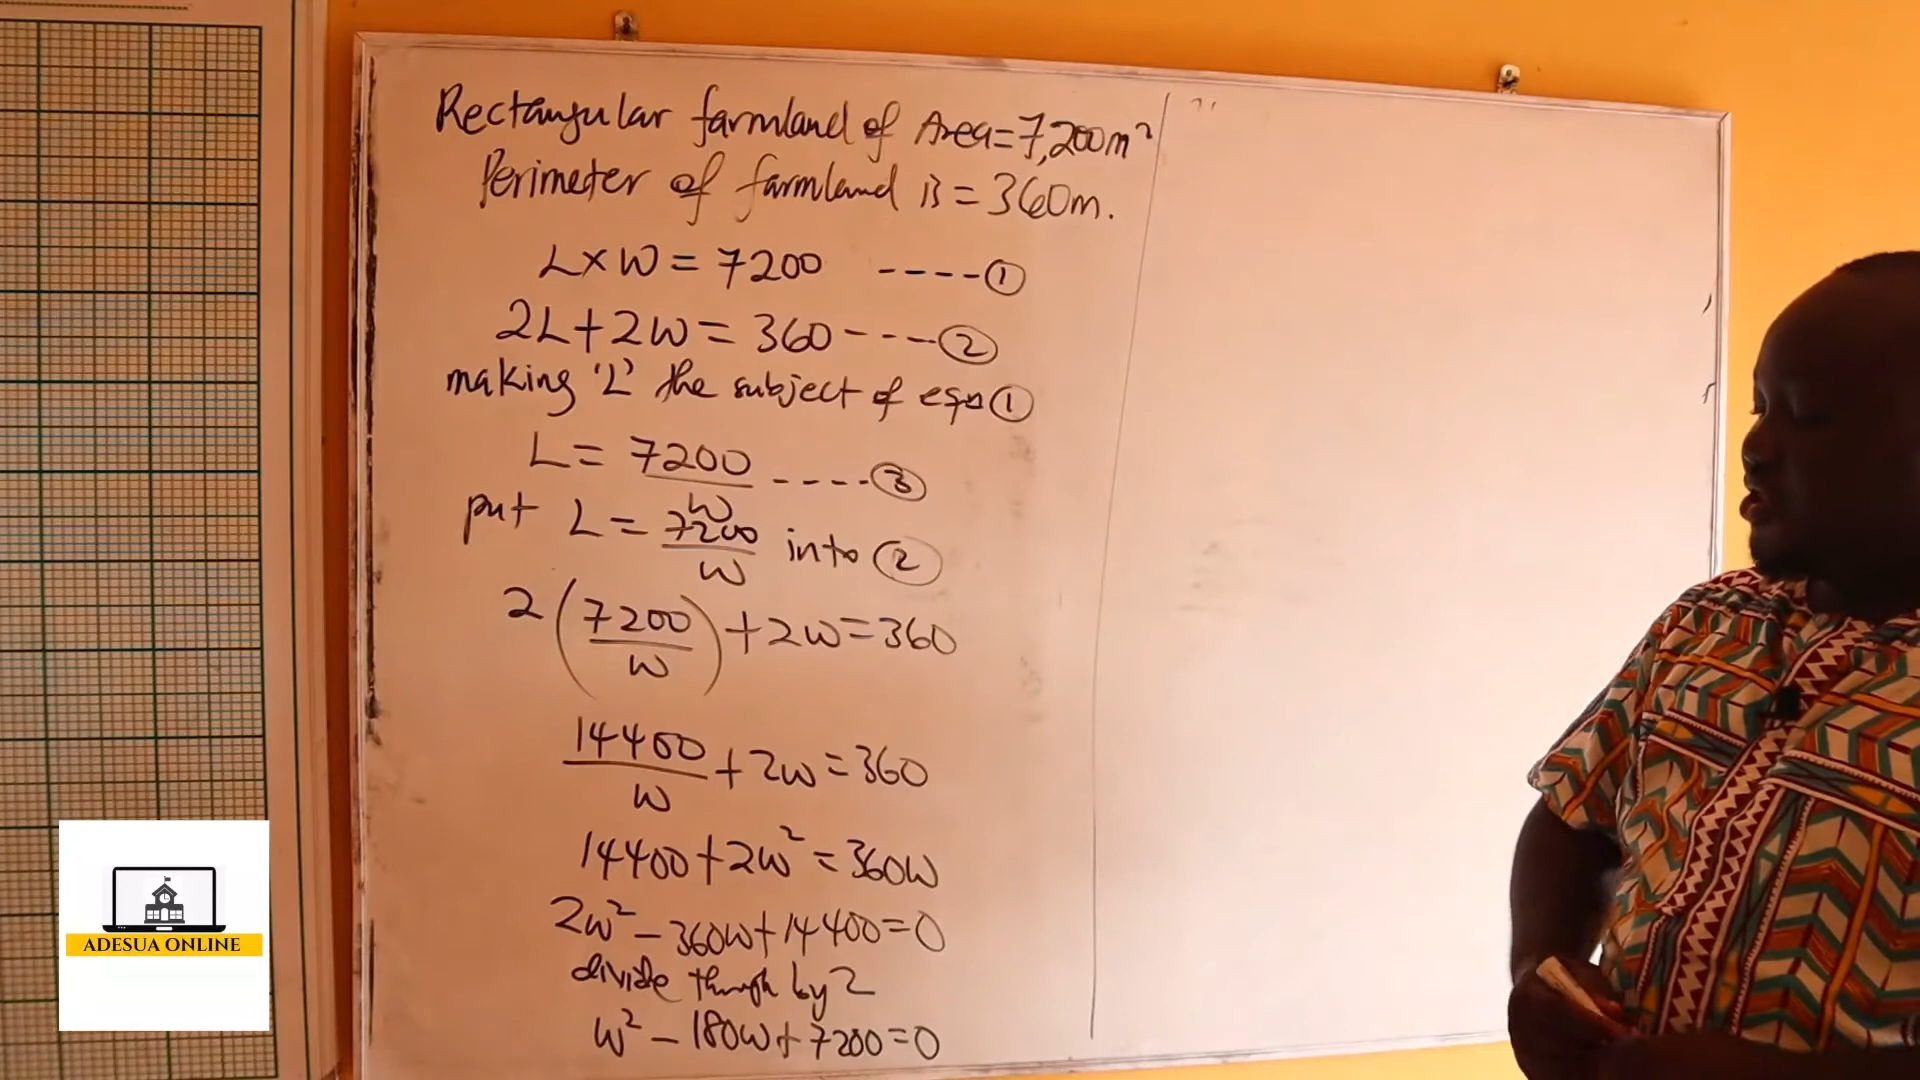 Rectangular farmland of Area=7,200m²
Perimeter of farmland is = 360m.
L×W = 7200 ----①
2L+2W = 360 ---②
making 'L' the subject of eqn ①
L = 7200/W ----③
put L = 7200/W into ②
2(7200/W)+2W=360
14400/W+2W=360
14400+2W²=360W
2W²-360W+14400=0
divide through by 2
W²-180W+7200=0
ADESUA ONLINE